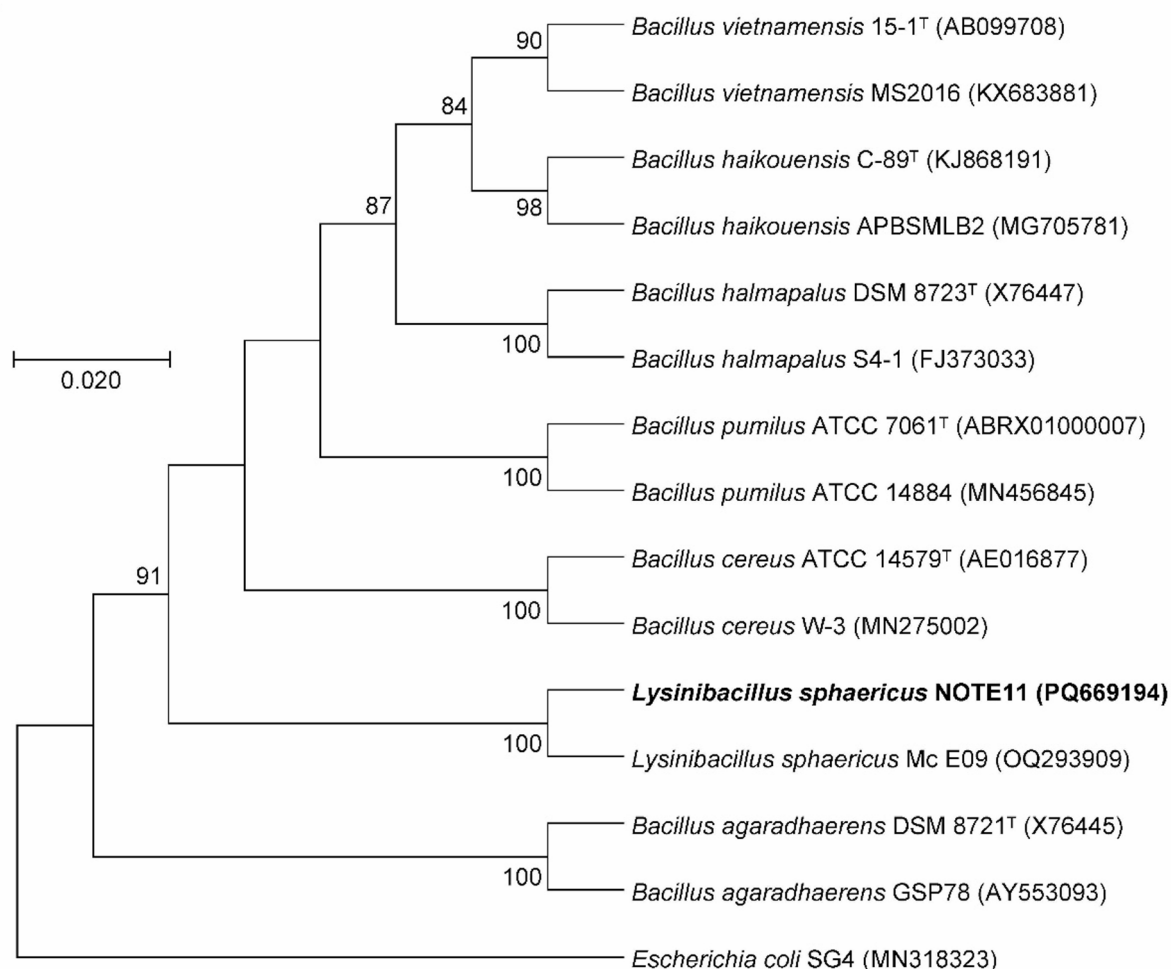 Bacillus vietnamensis 15-1ᵀ (AB099708)
90
Bacillus vietnamensis MS2016 (KX683881)
84
Bacillus haikouensis C-89ᵀ (KJ868191)
87
98
Bacillus haikouensis APBSMLB2 (MG705781)
Bacillus halmapalus DSM 8723ᵀ (X76447)
100
Bacillus halmapalus S4-1 (FJ373033)
0.020
Bacillus pumilus ATCC 7061ᵀ (ABRX01000007)
100
Bacillus pumilus ATCC 14884 (MN456845)
Bacillus cereus ATCC 14579ᵀ (AE016877)
91
100
Bacillus cereus W-3 (MN275002)
Lysinibacillus sphaericus NOTE11 (PQ669194)
100
Lysinibacillus sphaericus Mc E09 (OQ293909)
Bacillus agaradhaerens DSM 8721ᵀ (X76445)
100
Bacillus agaradhaerens GSP78 (AY553093)
Escherichia coli SG4 (MN318323)